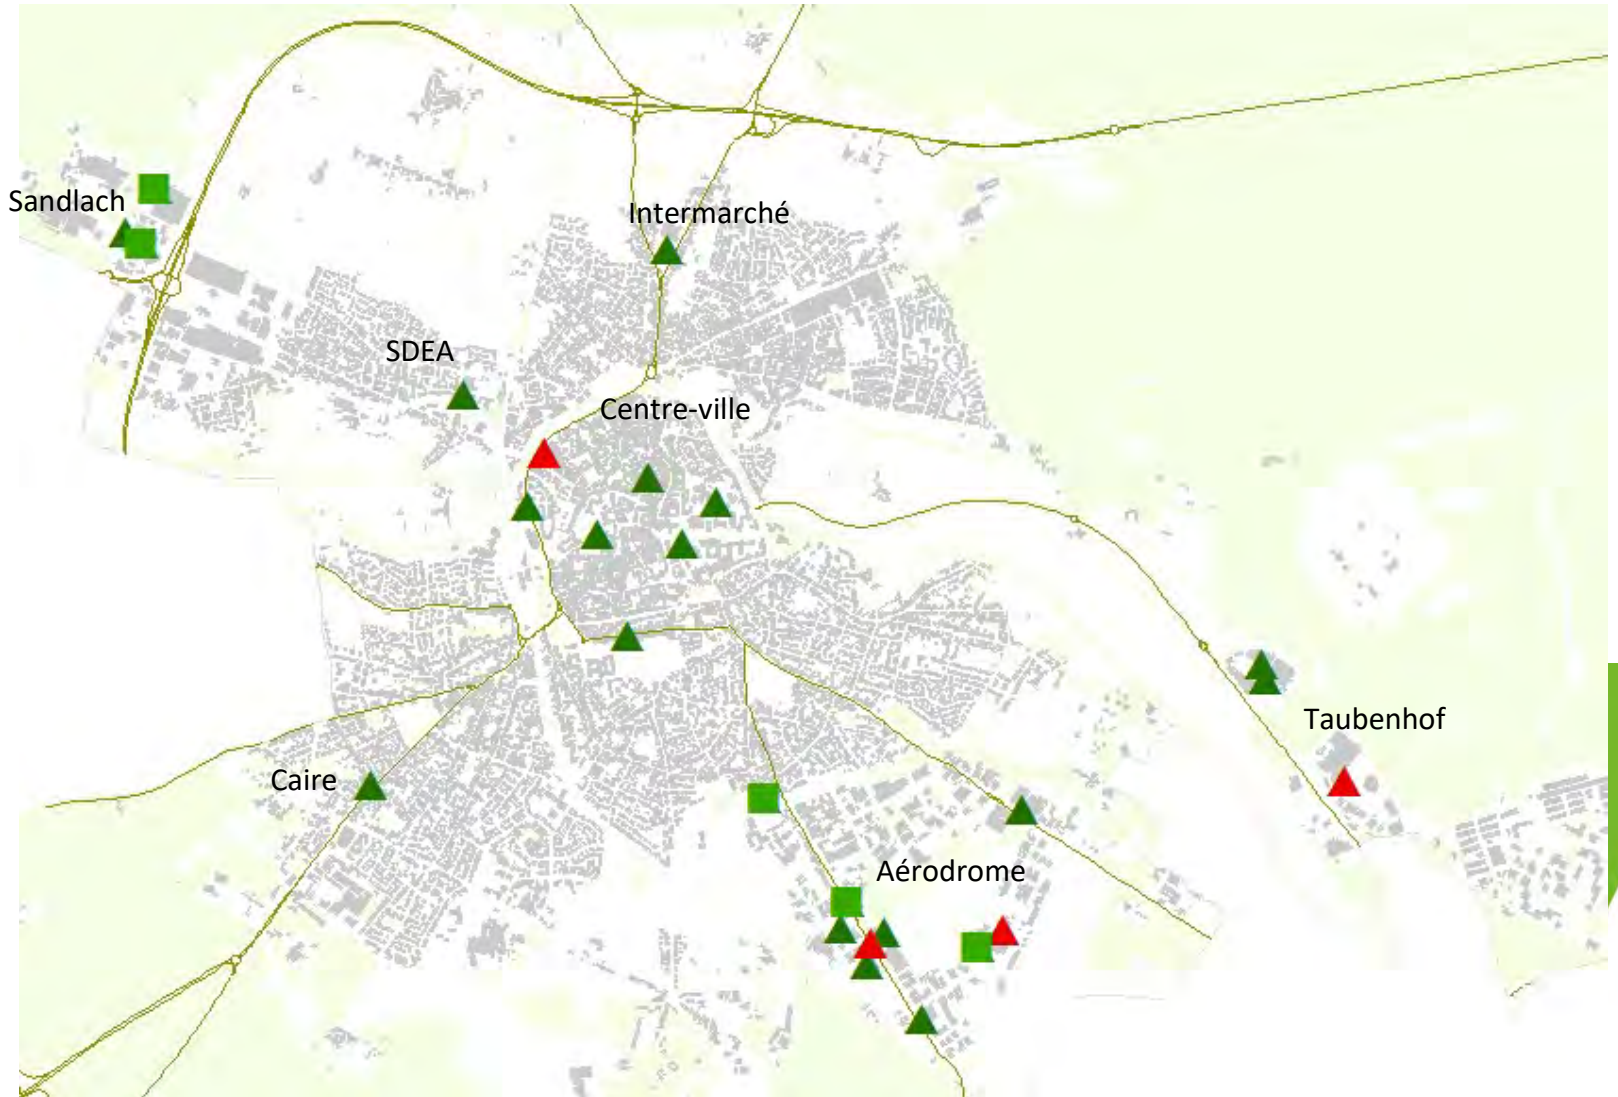 Sandlach
Intermarché
SDEA
Centre-ville
Taubenhof
Caire
Aérodrome